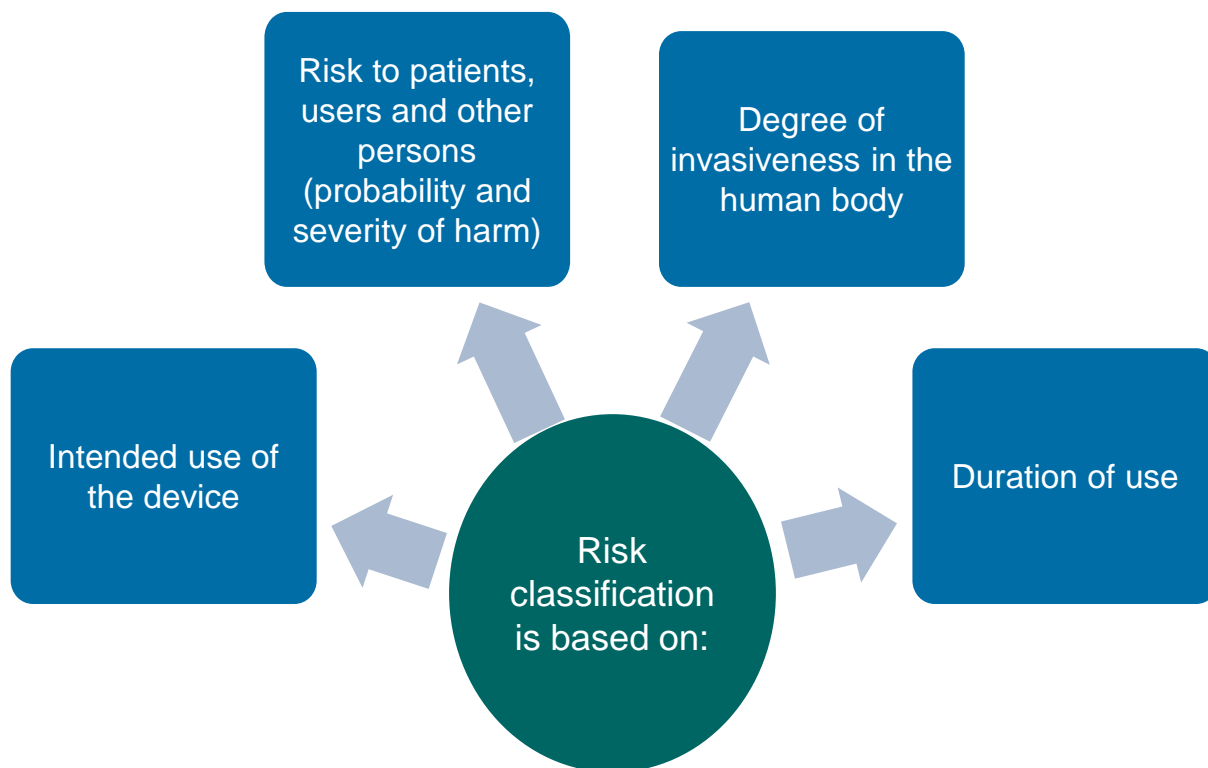 Risk to patients,
users and other
persons
(probability and
severity of harm)
Degree of
invasiveness in the
human body
Intended use of
the device
Duration of use
Risk
classification
is based on: